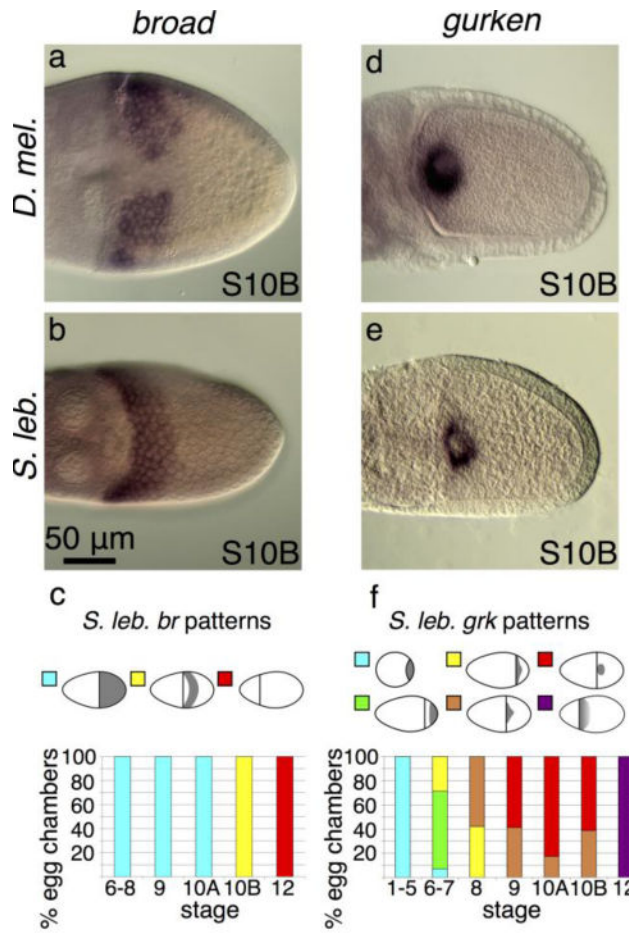 broad gurken
a d
D. mel.
S10B S10B
b e
S. leb.
50 µm
S10B S10B
c f
S. leb. br patterns S. leb. grk patterns
% egg chambers
100
80
60
40
20
6-8 9 10A 10B 12
stage
% egg chambers
100
80
60
40
20
1-5 6-7 8 9 10A 10B 12
stage